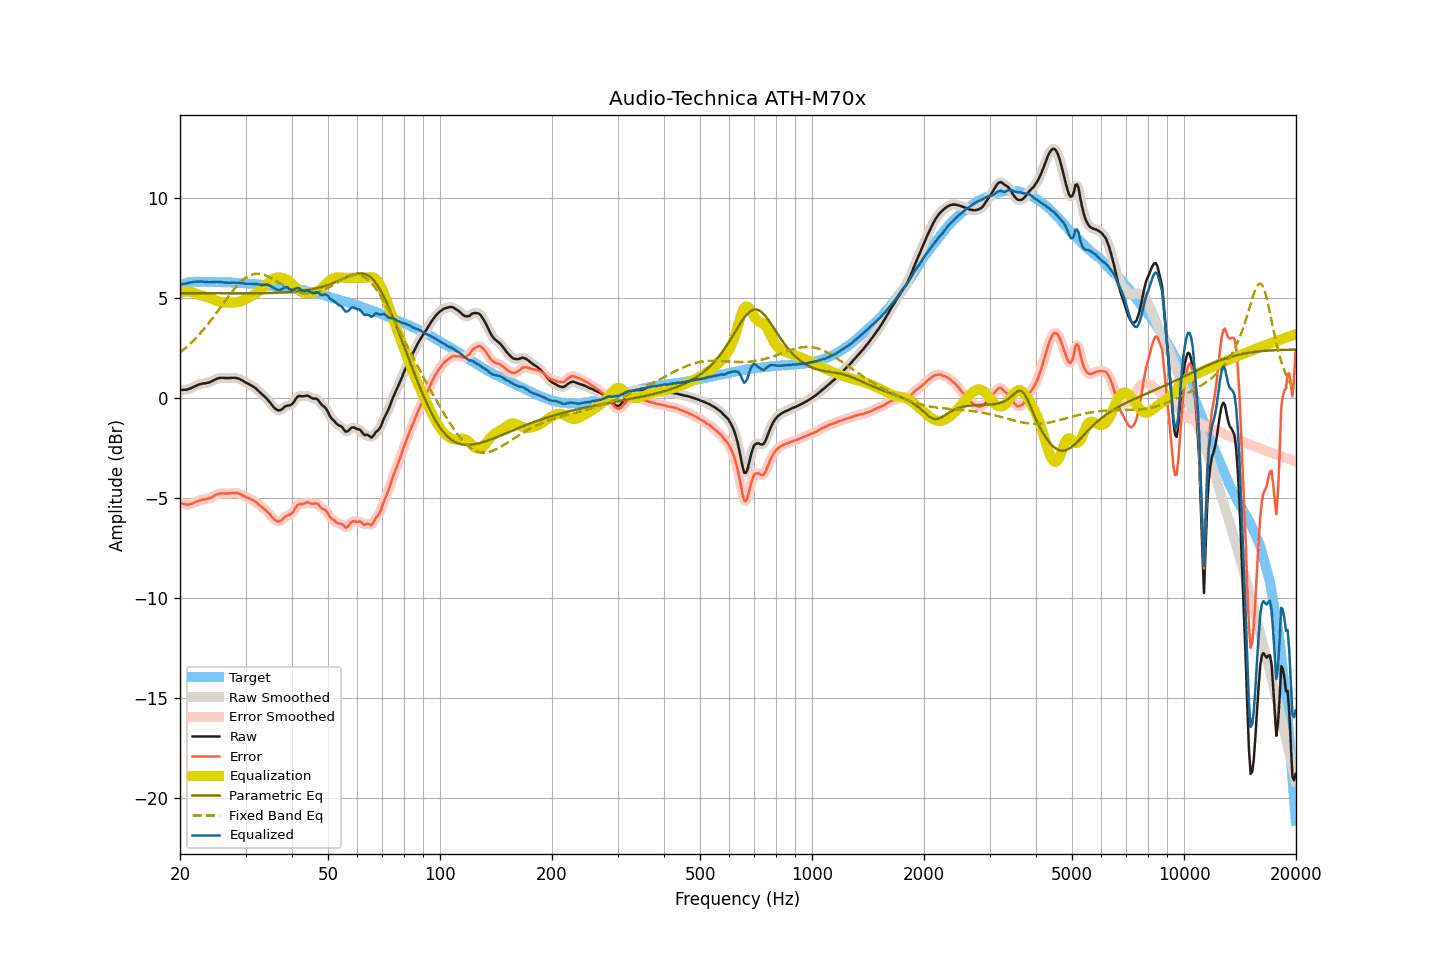 Audio-Technica ATH-M70x
Amplitude (dBr)
10
5
0
−5
−10
−15
−20
Target
Raw Smoothed
Error Smoothed
Raw
Error
Equalization
Parametric Eq
Fixed Band Eq
Equalized
20 50 100 200 500 1000 2000 5000 10000 20000
Frequency (Hz)